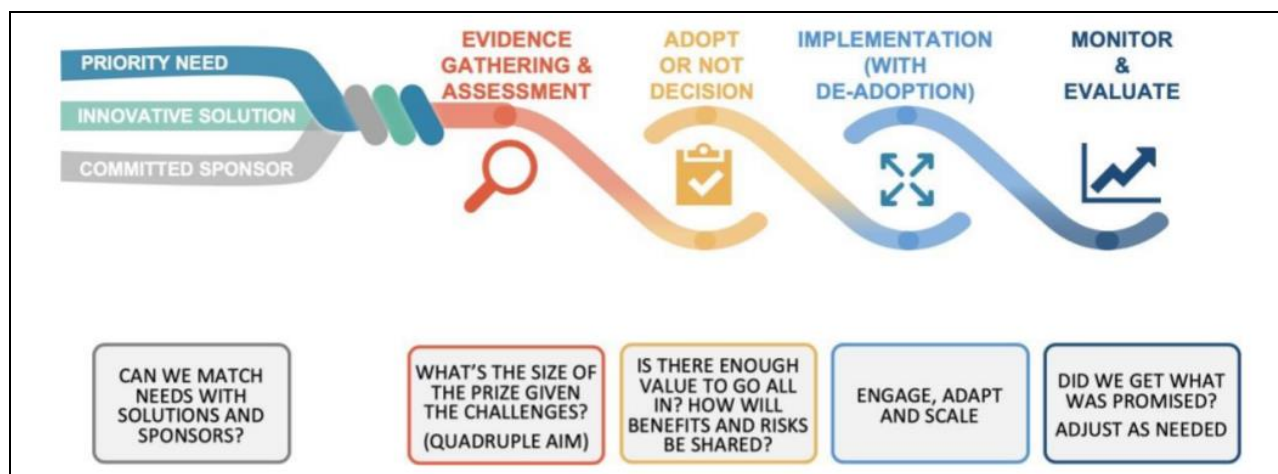 PRIORITY NEED
INNOVATIVE SOLUTION
COMMITTED SPONSOR
EVIDENCE
GATHERING &
ASSESSMENT
ADOPT
OR NOT
DECISION
IMPLEMENTATION
(WITH
DE-ADOPTION)
MONITOR
&
EVALUATE
CAN WE MATCH
NEEDS WITH
SOLUTIONS AND
SPONSORS?
WHAT'S THE SIZE OF
THE PRIZE GIVEN
THE CHALLENGES?
(QUADRUPLE AIM)
IS THERE ENOUGH
VALUE TO GO ALL
IN? HOW WILL
BENEFITS AND RISKS
BE SHARED?
ENGAGE, ADAPT
AND SCALE
DID WE GET WHAT
WAS PROMISED?
ADJUST AS NEEDED